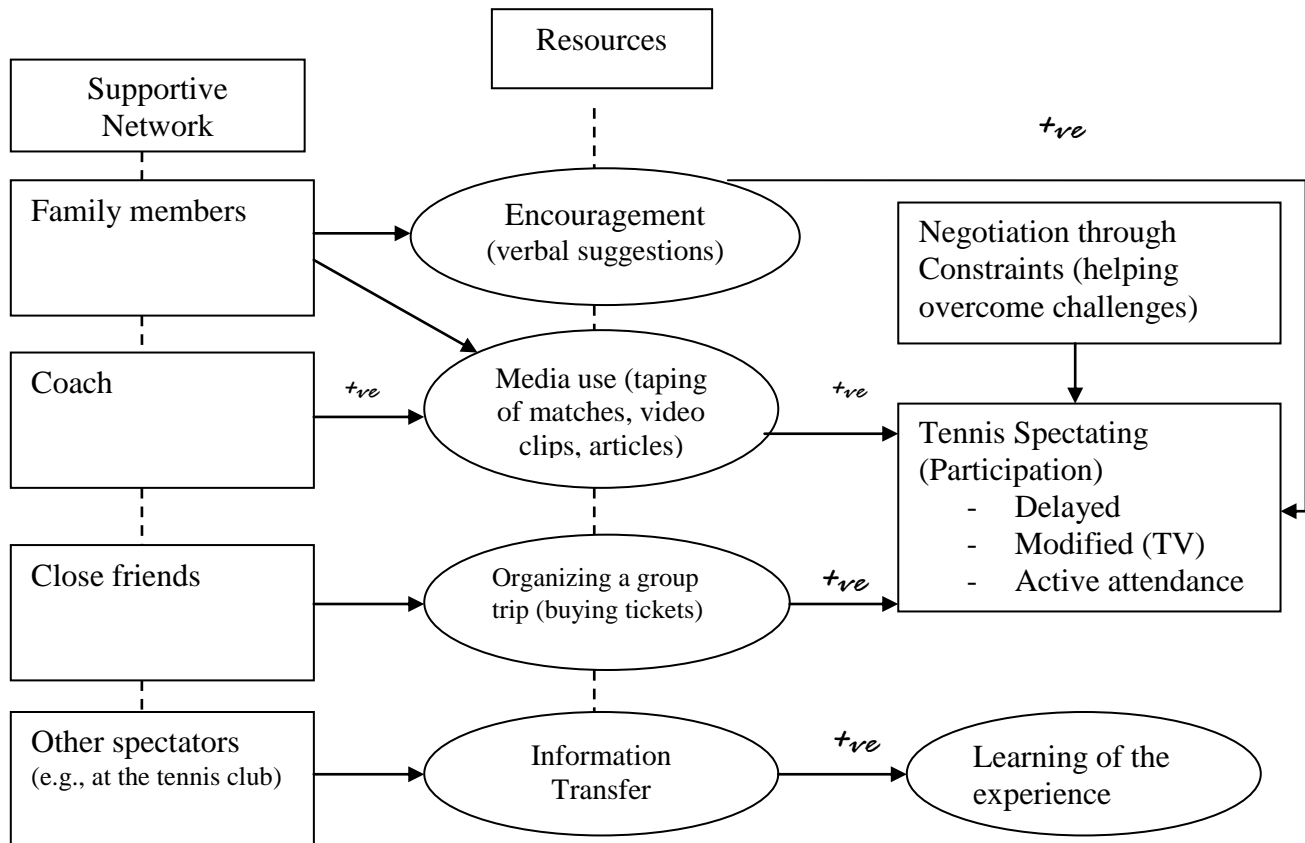 Resources
Supportive
Network
+ve
Family members
Encouragement
(verbal suggestions)
Negotiation through
Constraints (helping
overcome challenges)
Coach
+ve
Media use (taping
of matches, video
clips, articles)
+ve
Tennis Spectating
(Participation)
- Delayed
- Modified (TV)
- Active attendance
Close friends
Organizing a group
trip (buying tickets)
+ve
Other spectators
(e.g., at the tennis club)
Information
Transfer
+ve
Learning of the
experience